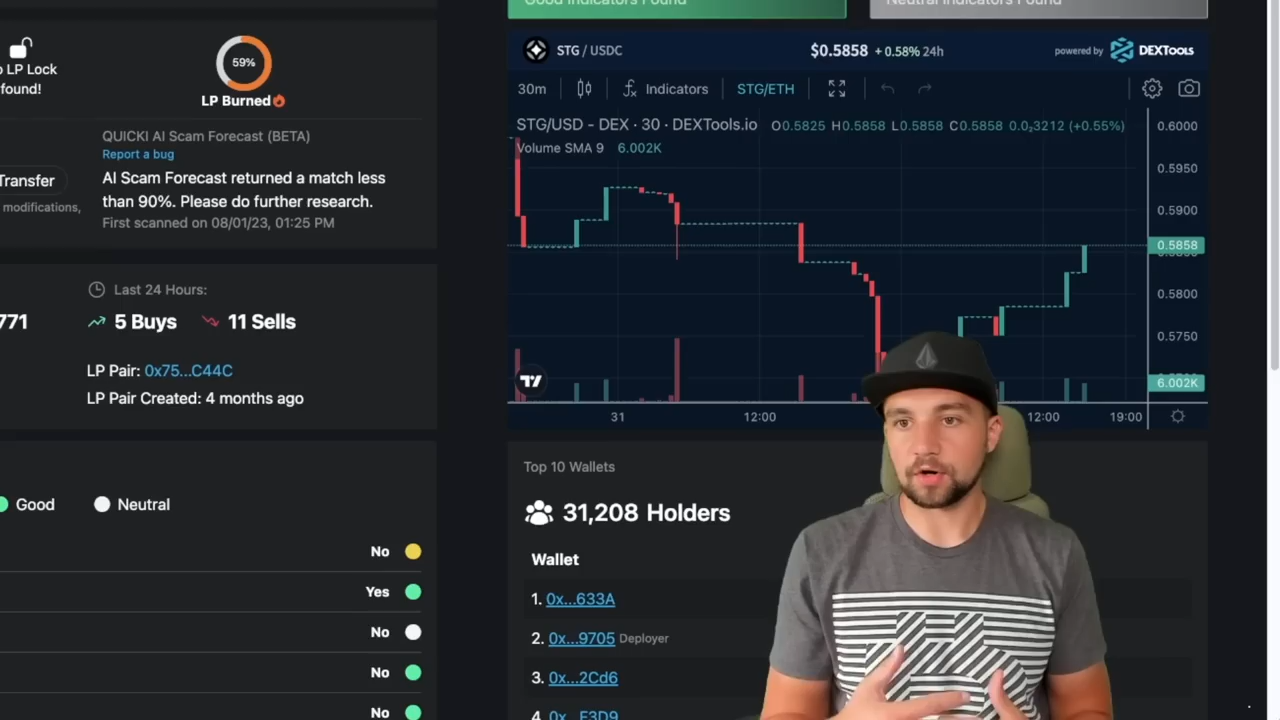 Good Indicators Found
Neutral Indicators Found
LP Lock
found!
59%
LP Burned
QUICKI AI Scam Forecast (BETA)
Report a bug
AI Scam Forecast returned a match less
than 90%. Please do further research.
First scanned on 08/01/23, 01:25 PM
Transfer
modifications,
771
Last 24 Hours:
5 Buys
11 Sells
LP Pair: 0x75...C44C
LP Pair Created: 4 months ago
Good
Neutral
No
Yes
No
No
No
STG / USDC
$0.5858 + 0.58% 24h
powered by DEXTools
30m
Indicators
STG/ETH
STG/USD - DEX · 30 · DEXTools.io O0.5825 H0.5858 L0.5858 C0.5858 0.0₂3212 (+0.55%)
Volume SMA 9 6.002K
0.6000
0.5950
0.5900
0.5858
0.5800
0.5750
6.002K
31
12:00
12:00
19:00
Top 10 Wallets
31,208 Holders
Wallet
1. 0x...633A
2. 0x...9705 Deployer
3. 0x...2Cd6
4. 0x...F3D9